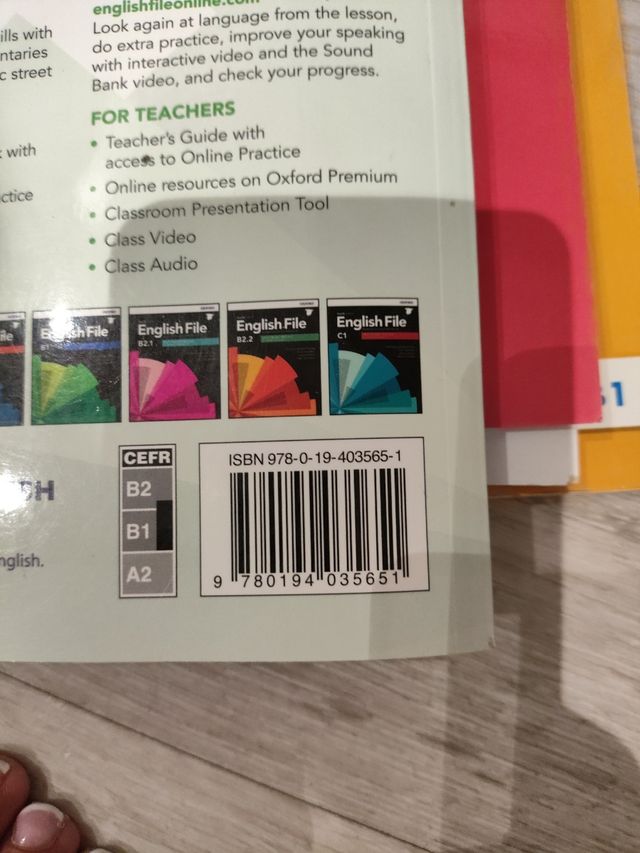 englishfileonline.com
ills with
Look again at language from the lesson,
ntaries
do extra practice, improve your speaking
c street
with interactive video and the Sound
Bank video, and check your progress.
FOR TEACHERS
• Teacher's Guide with
access to Online Practice
with
• Online resources on Oxford Premium
ctice
• Classroom Presentation Tool
• Class Video
• Class Audio
ile
English File
B1
English File
B2.1
English File
B2.2
English File
C1
51
CEFR
B2
B1
A2
ISBN 978-0-19-403565-1
9 780194 035651
SH
nglish.